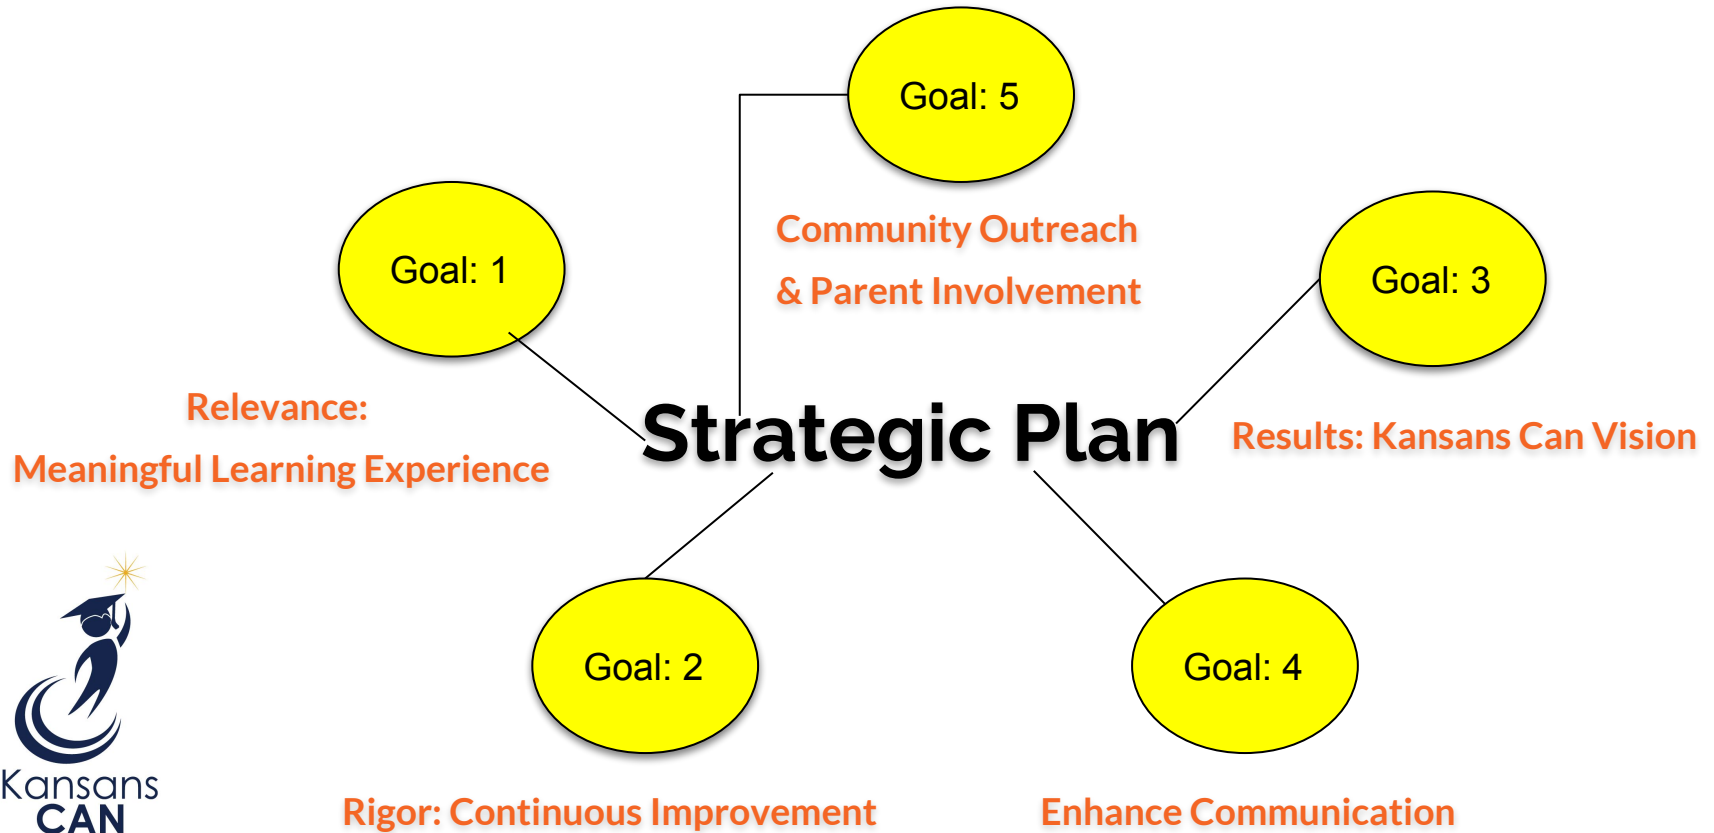 Goal: 5
Community Outreach
& Parent Involvement
Goal: 1
Relevance:
Meaningful Learning Experience
Goal: 3
Results: Kansans Can Vision
Strategic Plan
Goal: 2
Rigor: Continuous Improvement
Goal: 4
Enhance Communication
Kansans
CAN